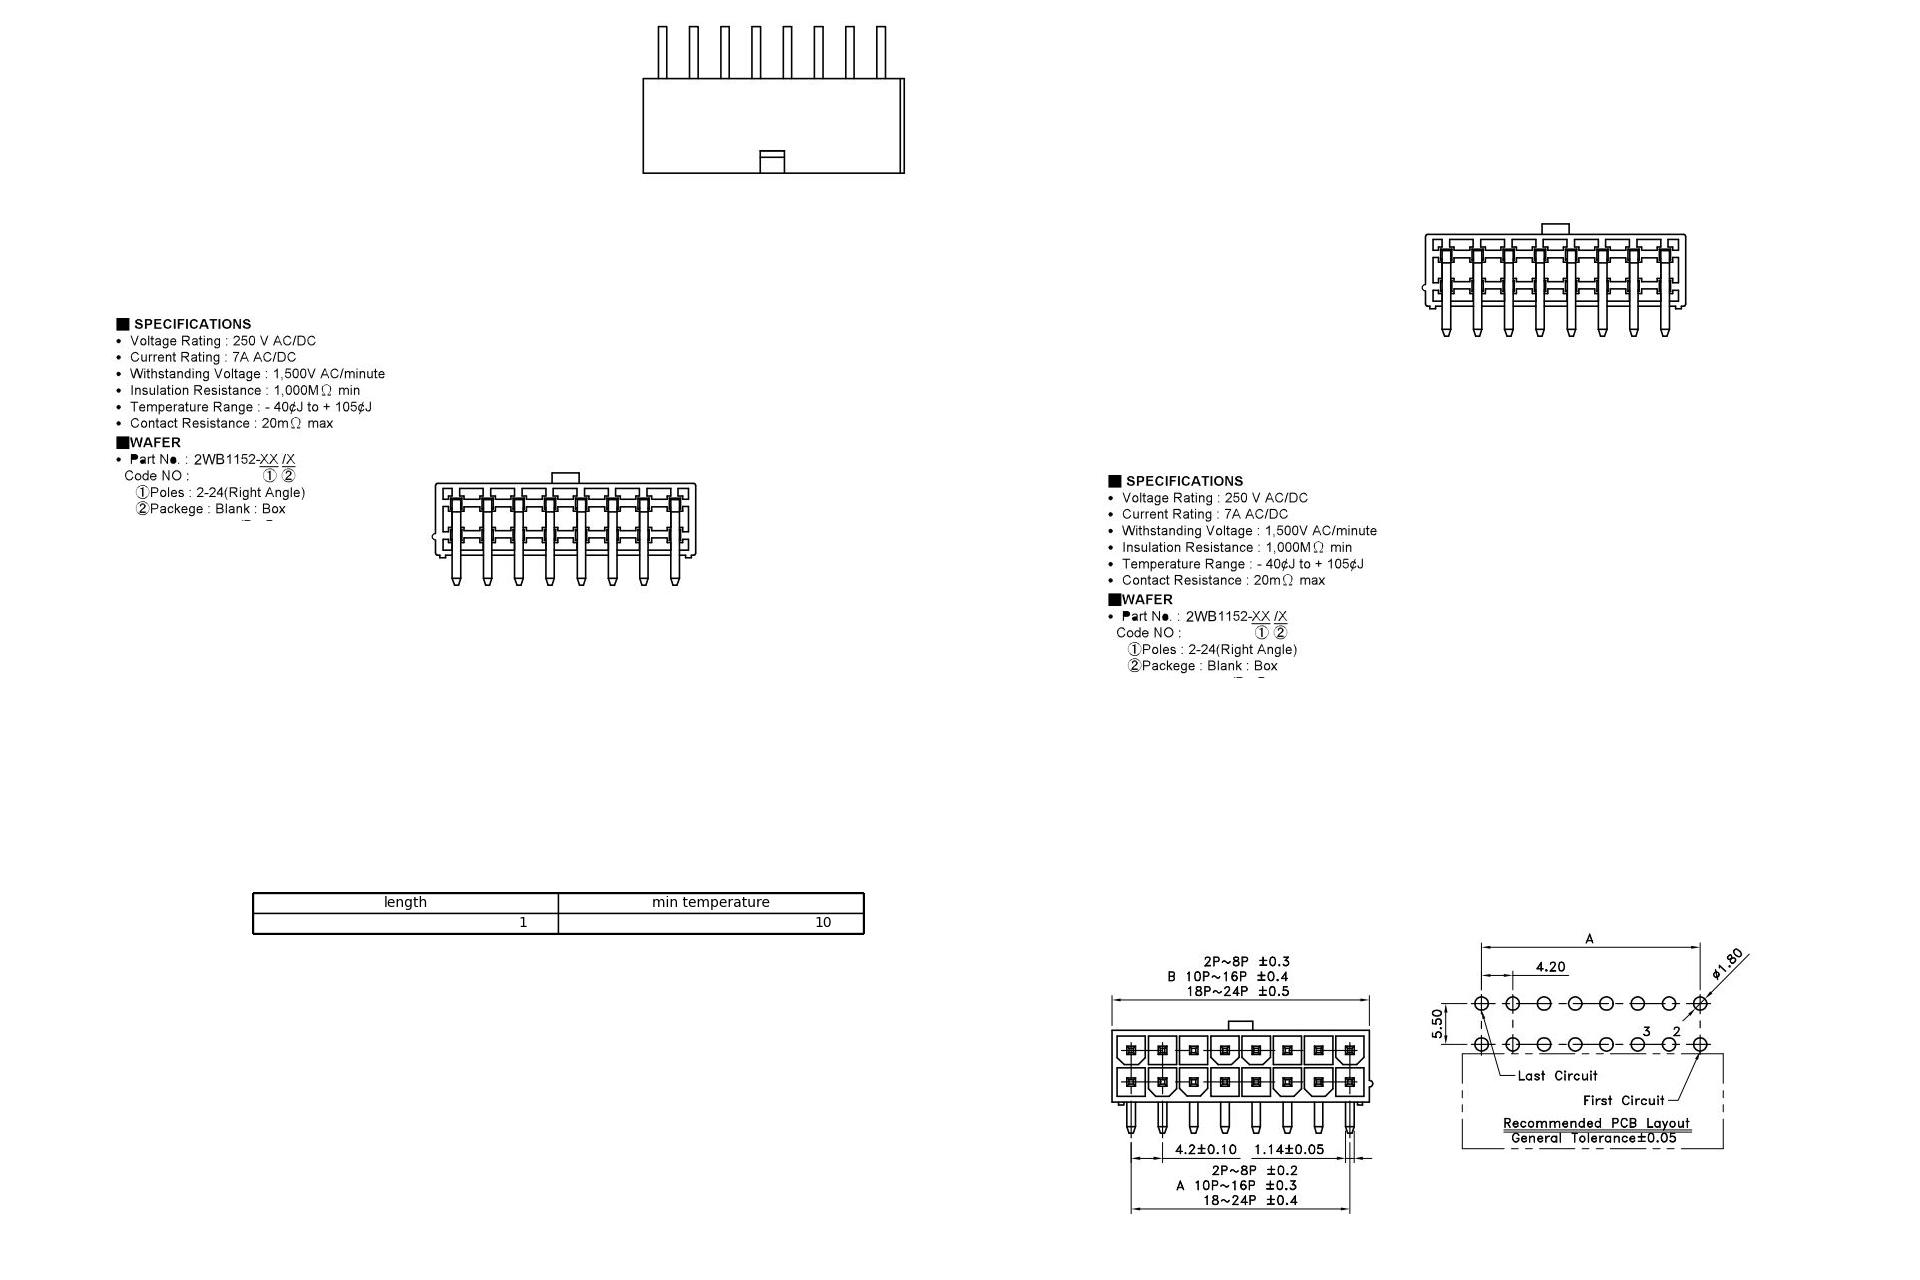 ■ SPECIFICATIONS
• Voltage Rating : 250 V AC/DC
• Current Rating : 7A AC/DC
• Withstanding Voltage : 1,500V AC/minute
• Insulation Resistance : 1,000MΩ min
• Temperature Range : - 40¢J to + 105¢J
• Contact Resistance : 20mΩ max
■WAFER
• Part No. : 2WB1152-XX /X
Code NO : ① ②
①Poles : 2-24(Right Angle)
②Packege : Blank : Box
■ SPECIFICATIONS
• Voltage Rating : 250 V AC/DC
• Current Rating : 7A AC/DC
• Withstanding Voltage : 1,500V AC/minute
• Insulation Resistance : 1,000MΩ min
• Temperature Range : - 40¢J to + 105¢J
• Contact Resistance : 20mΩ max
■WAFER
• Part No. : 2WB1152-XX /X
Code NO : ① ②
①Poles : 2-24(Right Angle)
②Packege : Blank : Box
length min temperature
1 10
2P~8P ±0.3
B 10P~16P ±0.4
18P~24P ±0.5
4.2±0.10 1.14±0.05
2P~8P ±0.2
A 10P~16P ±0.3
18~24P ±0.4
A
4.20
ø1.80
5.50
3 2
Last Circuit
First Circuit
Recommended PCB Layout
General Tolerance±0.05